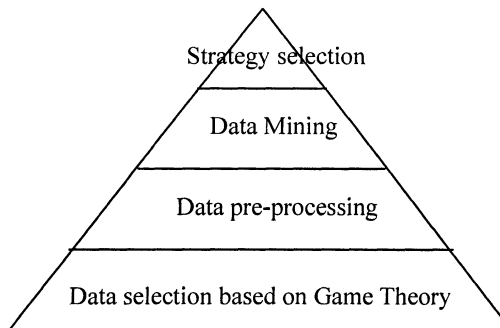 Strategy selection
Data Mining
Data pre-processing
Data selection based on Game Theory